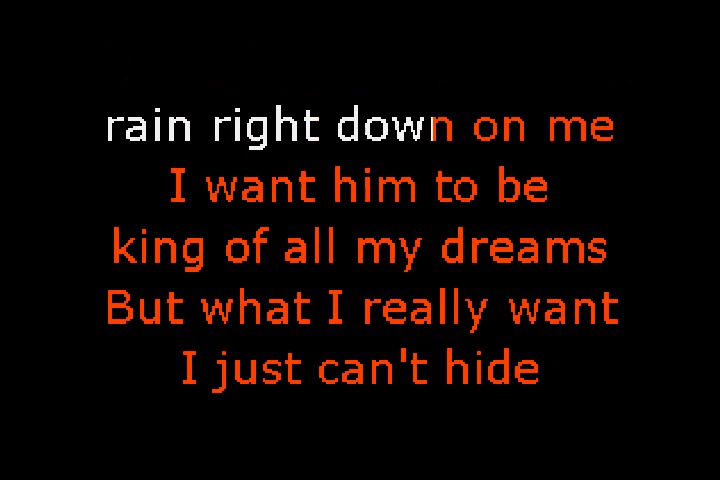 rain right down on me
I want him to be
king of all my dreams
But what I really want
I just can't hide